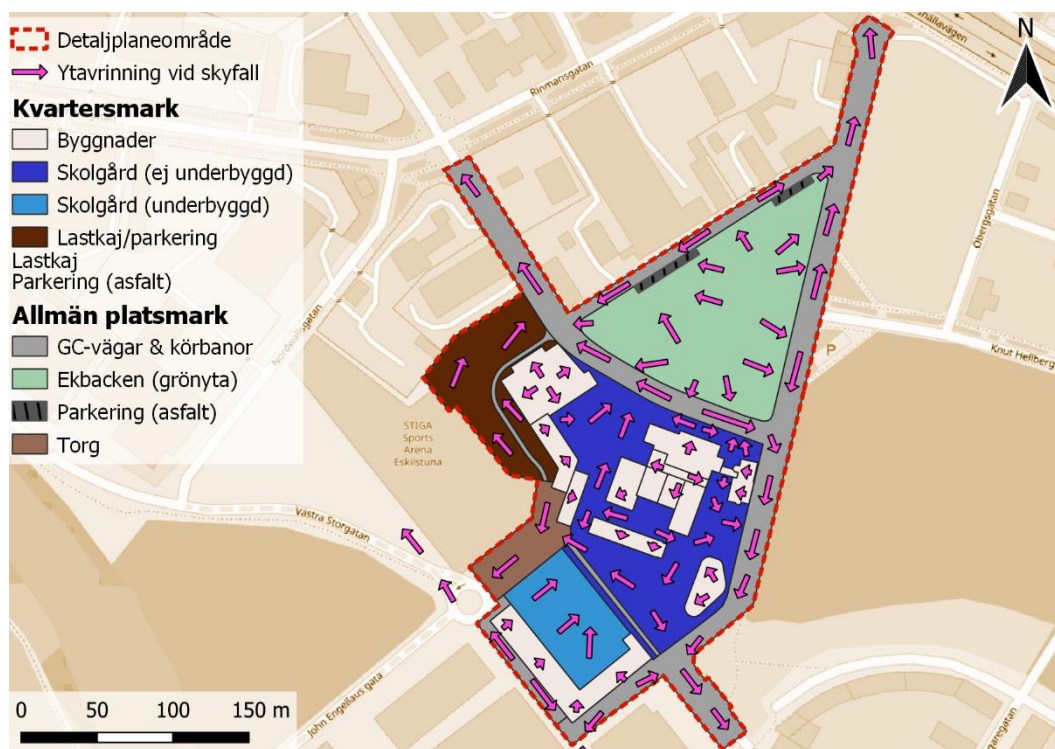 Detaljplaneområde
Ytavrinning vid skyfall
Kvartersmark
Byggnader
Skolgård (ej underbyggd)
Skolgård (underbyggd)
Lastkaj/parkering
Lastkaj
Parkering (asfalt)
Allmän platsmark
GC-vägar & körbanor
Ekbacken (grönyta)
Parkering (asfalt)
Torg
0 50 100 150 m
N
Rinmansgatan
Nordwallsgatan
Öbergsgatan
P
Knut Hellberg
STIGA
Sports
Arena
Eskilstuna
Västra Storgatan
John Engellaus gata